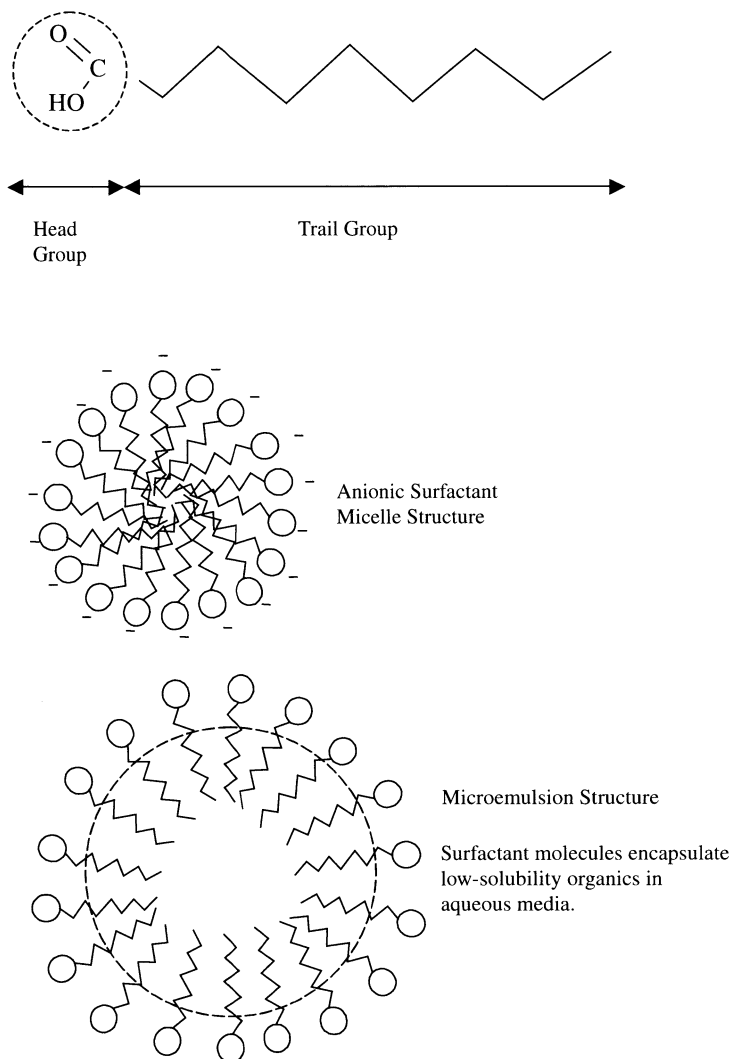 O
C
HO
Head
Group
Trail Group
Anionic Surfactant
Micelle Structure
Microemulsion Structure
Surfactant molecules encapsulate
low-solubility organics in
aqueous media.